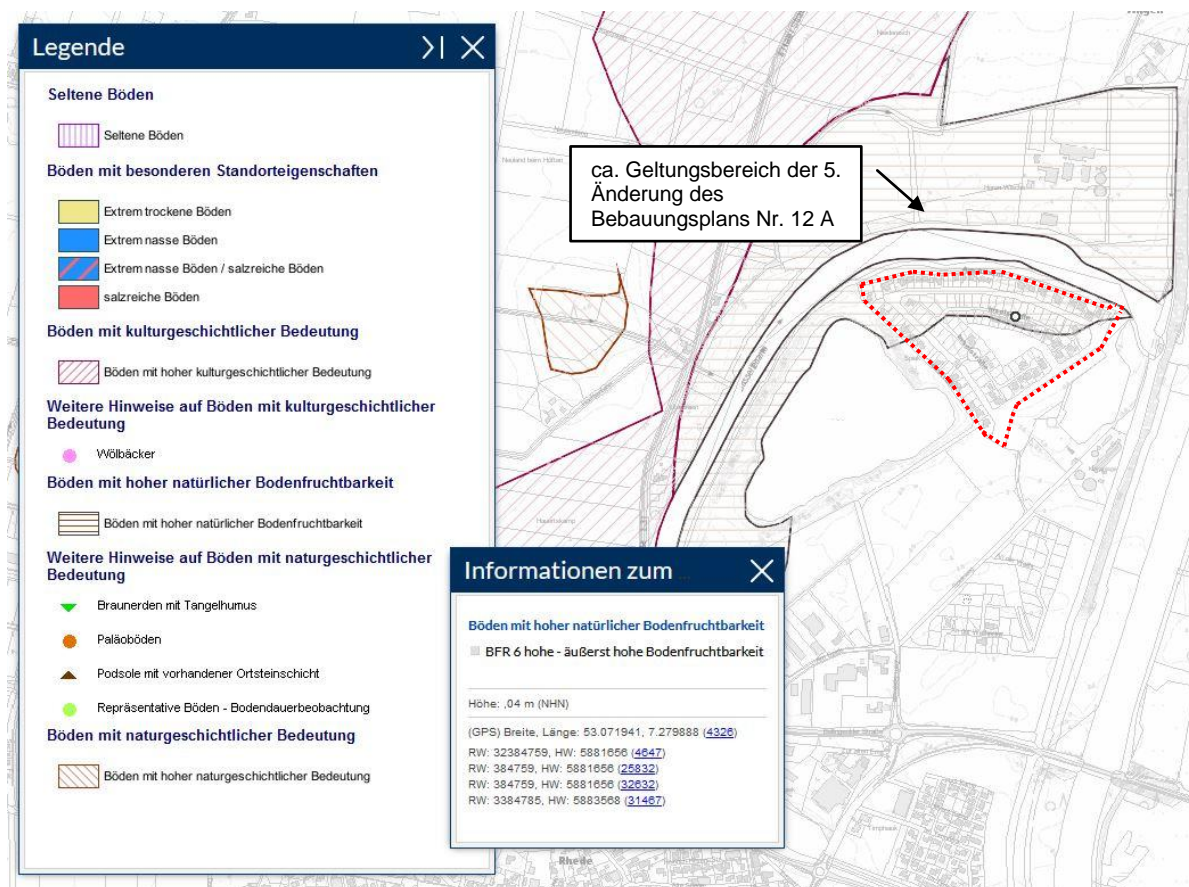 Legende
Seltene Böden
Seltene Böden
Böden mit besonderen Standorteigenschaften
Extrem trockene Böden
Extrem nasse Böden
Extrem nasse Böden / salzreiche Böden
salzreiche Böden
Böden mit kulturgeschichtlicher Bedeutung
Böden mit hoher kulturgeschichtlicher Bedeutung
Weitere Hinweise auf Böden mit kulturgeschichtlicher
Bedeutung
Wölbäcker
Böden mit hoher natürlicher Bodenfruchtbarkeit
Böden mit hoher natürlicher Bodenfruchtbarkeit
Weitere Hinweise auf Böden mit naturgeschichtlicher
Bedeutung
Braunerden mit Tangelhumus
Paläoböden
Podsole mit vorhandener Ortsteinschicht
Repräsentative Böden - Bodendauerbeobachtung
Böden mit naturgeschichtlicher Bedeutung
Böden mit hoher naturgeschichtlicher Bedeutung
ca. Geltungsbereich der 5.
Änderung des
Bebauungsplans Nr. 12 A
Informationen zum ...
Böden mit hoher natürlicher Bodenfruchtbarkeit
BFR 6 hohe - äußerst hohe Bodenfruchtbarkeit
Höhe: ,04 m (NHN)
(GPS) Breite, Länge: 53.071941, 7.279888 (4326)
RW: 32384759, HW: 5881656 (4647)
RW: 384759, HW: 5881656 (25832)
RW: 384759, HW: 5881656 (32632)
RW: 3384785, HW: 5883568 (31467)
Rhede